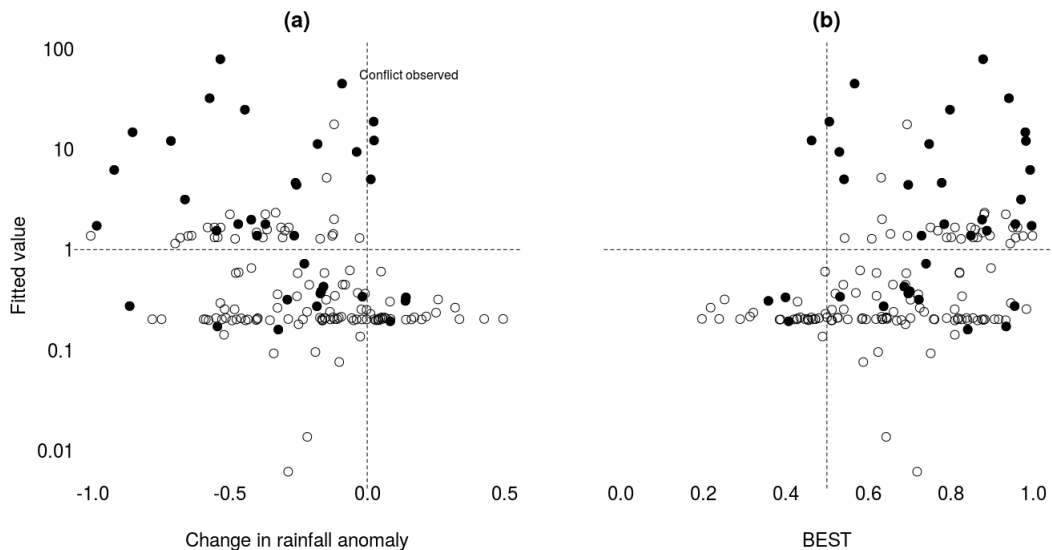 (a)
(b)
100
Conflict observed
10
1
0.1
0.01
Fitted value
-1.0
-0.5
0.0
0.5
0.0
0.2
0.4
0.6
0.8
1.0
Change in rainfall anomaly
BEST